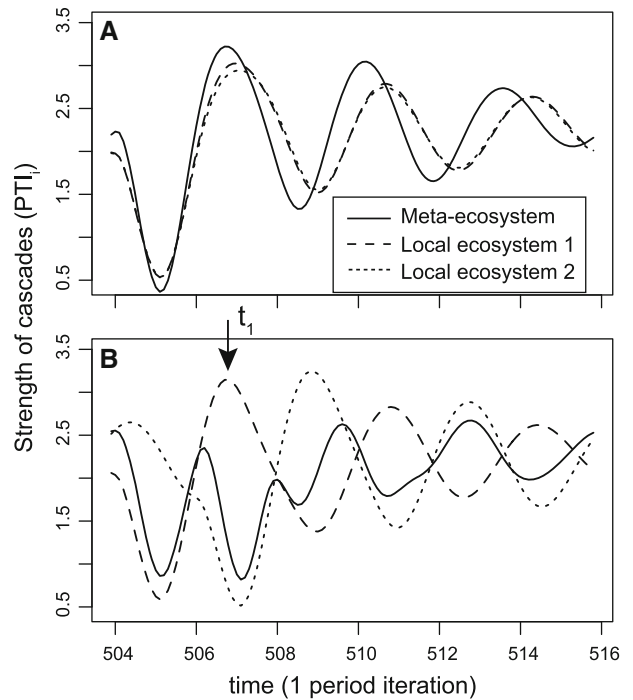 A
3.5
2.5
1.5
0.5
Meta-ecosystem
Local ecosystem 1
Local ecosystem 2
Strength of cascades (PTIi)
t1
B
3.5
2.5
1.5
0.5
504 506 508 510 512 514 516
time (1 period iteration)